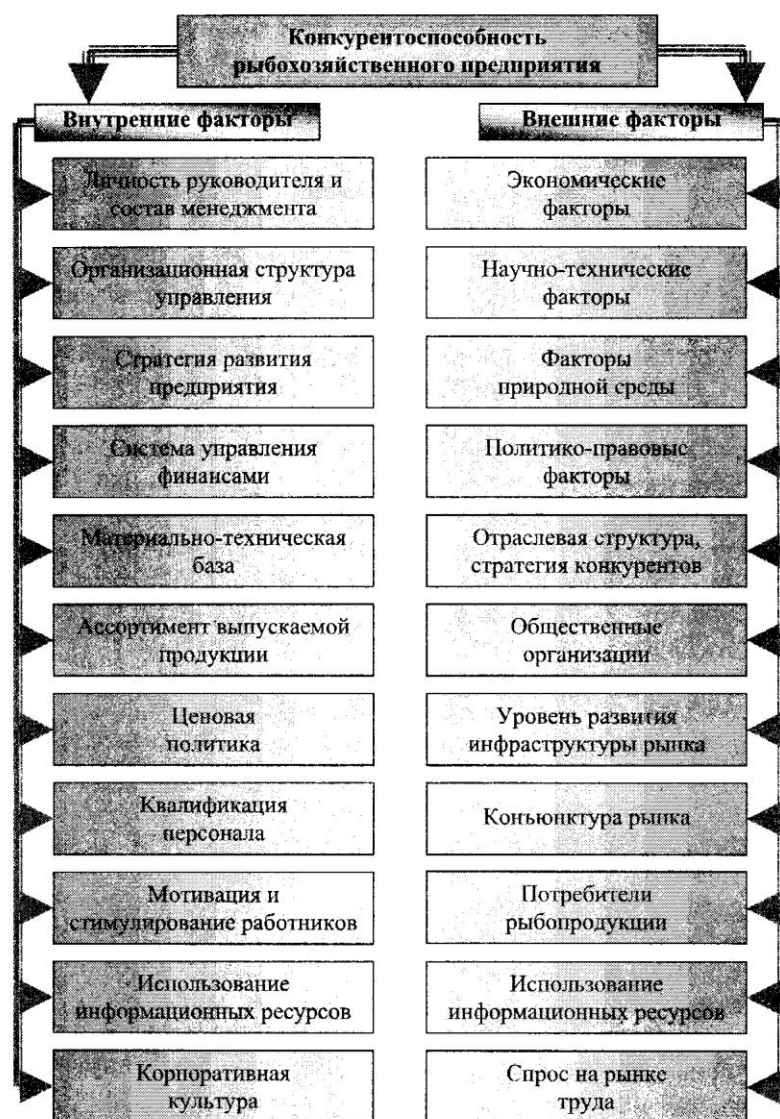 Конкурентоспособность
рыбохозяйственного предприятия
Внутренние факторы
Личность руководителя и
состав менеджмента
Организационная структура
управления
Стратегия развития
предприятия
Система управления
финансами
Материально-техническая
база
Ассортимент выпускаемой
продукции
Ценовая
политика
Квалификация
персонала
Мотивация и
стимулирование работников
Использование
информационных ресурсов
Корпоративная
культура
Внешние факторы
Экономические
факторы
Научно-технические
факторы
Факторы
природной среды
Политико-правовые
факторы
Отраслевая структура,
стратегия конкурентов
Общественные
организации
Уровень развития
инфраструктуры рынка
Конъюнктура рынка
Потребители
рыбопродукции
Использование
информационных ресурсов
Спрос на рынке
труда